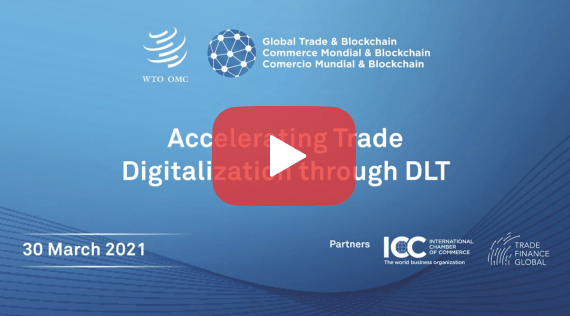 WTO OMC
Global Trade & Blockchain
Commerce Mondial & Blockchain
Comercio Mundial & Blockchain
Accelerating Trade
Digitalization through DLT
30 March 2021
Partners
ICC INTERNATIONAL
CHAMBER
OF COMMERCE
The world business organization
TRADE
FINANCE
GLOBAL